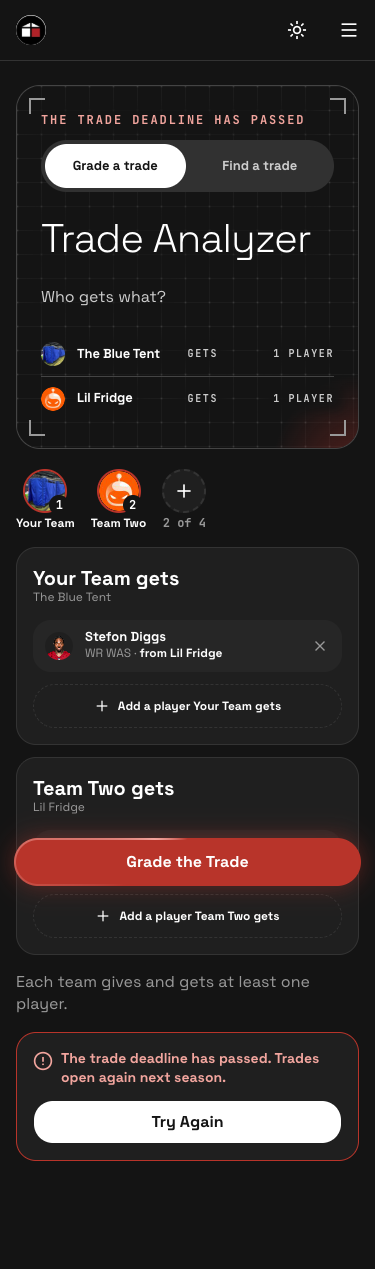 THE TRADE DEADLINE HAS PASSED
Grade a trade
Find a trade
Trade Analyzer
Who gets what?
The Blue Tent GETS 1 PLAYER
Lil Fridge GETS 1 PLAYER
1
2
Your Team
Team Two
2 of 4
Your Team gets
The Blue Tent
Stefon Diggs
WR WAS · from Lil Fridge
Add a player Your Team gets
Team Two gets
Lil Fridge
Grade the Trade
Add a player Team Two gets
Each team gives and gets at least one
player.
The trade deadline has passed. Trades
open again next season.
Try Again